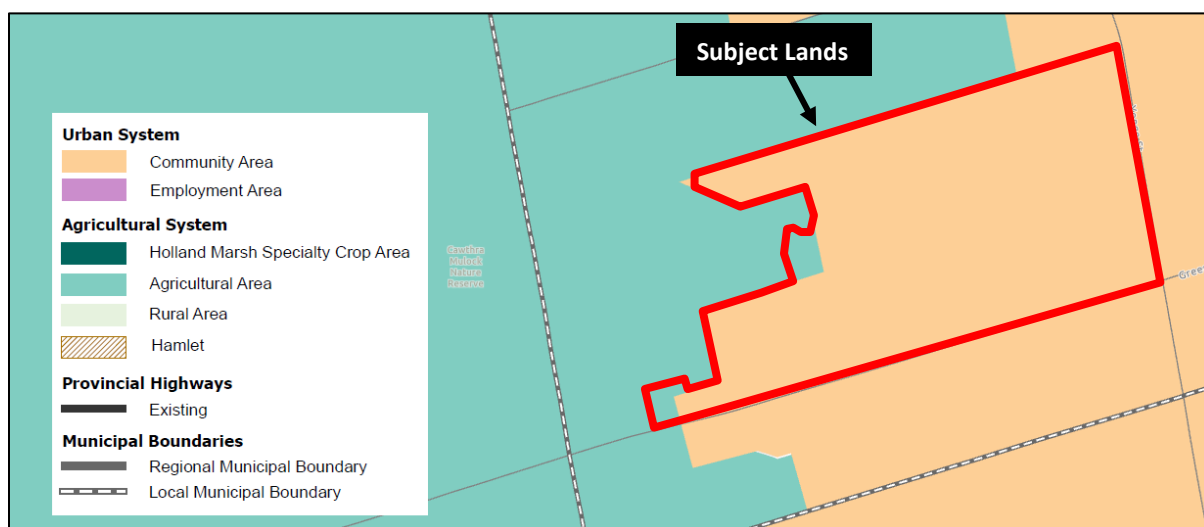 Subject Lands
Urban System
Community Area
Employment Area
Agricultural System
Holland Marsh Specialty Crop Area
Agricultural Area
Rural Area
Hamlet
Provincial Highways
Existing
Municipal Boundaries
Regional Municipal Boundary
Local Municipal Boundary
Cawthra
Mulock
Nature
Reserve
Gree